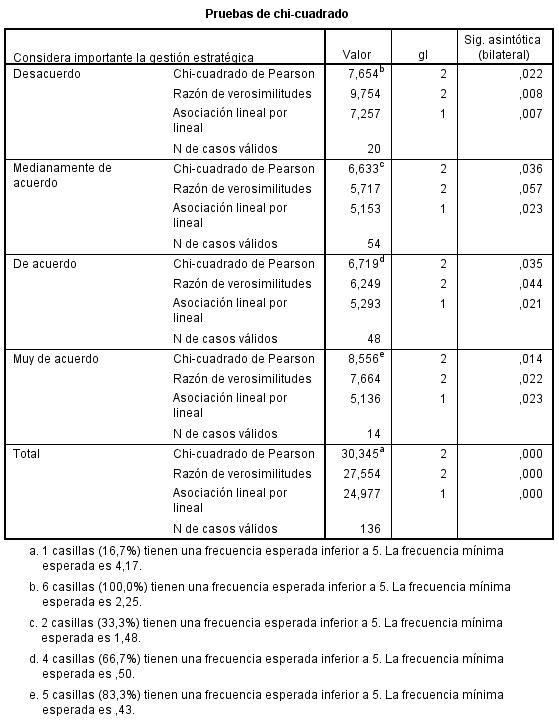 Pruebas de chi-cuadrado
Considera importante la gestión estratégica Valor gl Sig. asintótica (bilateral)
Desacuerdo Chi-cuadrado de Pearson 7,654b 2 ,022
Razón de verosimilitudes 9,754 2 ,008
Asociación lineal por lineal 7,257 1 ,007
N de casos válidos 20
Medianamente de acuerdo Chi-cuadrado de Pearson 6,633c 2 ,036
Razón de verosimilitudes 5,717 2 ,057
Asociación lineal por lineal 5,153 1 ,023
N de casos válidos 54
De acuerdo Chi-cuadrado de Pearson 6,719d 2 ,035
Razón de verosimilitudes 6,249 2 ,044
Asociación lineal por lineal 5,293 1 ,021
N de casos válidos 48
Muy de acuerdo Chi-cuadrado de Pearson 8,556e 2 ,014
Razón de verosimilitudes 7,664 2 ,022
Asociación lineal por lineal 5,136 1 ,023
N de casos válidos 14
Total Chi-cuadrado de Pearson 30,345a 2 ,000
Razón de verosimilitudes 27,554 2 ,000
Asociación lineal por lineal 24,977 1 ,000
N de casos válidos 136
a. 1 casillas (16,7%) tienen una frecuencia esperada inferior a 5. La frecuencia mínima
esperada es 4,17.
b. 6 casillas (100,0%) tienen una frecuencia esperada inferior a 5. La frecuencia mínima
esperada es 2,25.
c. 2 casillas (33,3%) tienen una frecuencia esperada inferior a 5. La frecuencia mínima
esperada es 1,48.
d. 4 casillas (66,7%) tienen una frecuencia esperada inferior a 5. La frecuencia mínima
esperada es ,50.
e. 5 casillas (83,3%) tienen una frecuencia esperada inferior a 5. La frecuencia mínima
esperada es ,43.